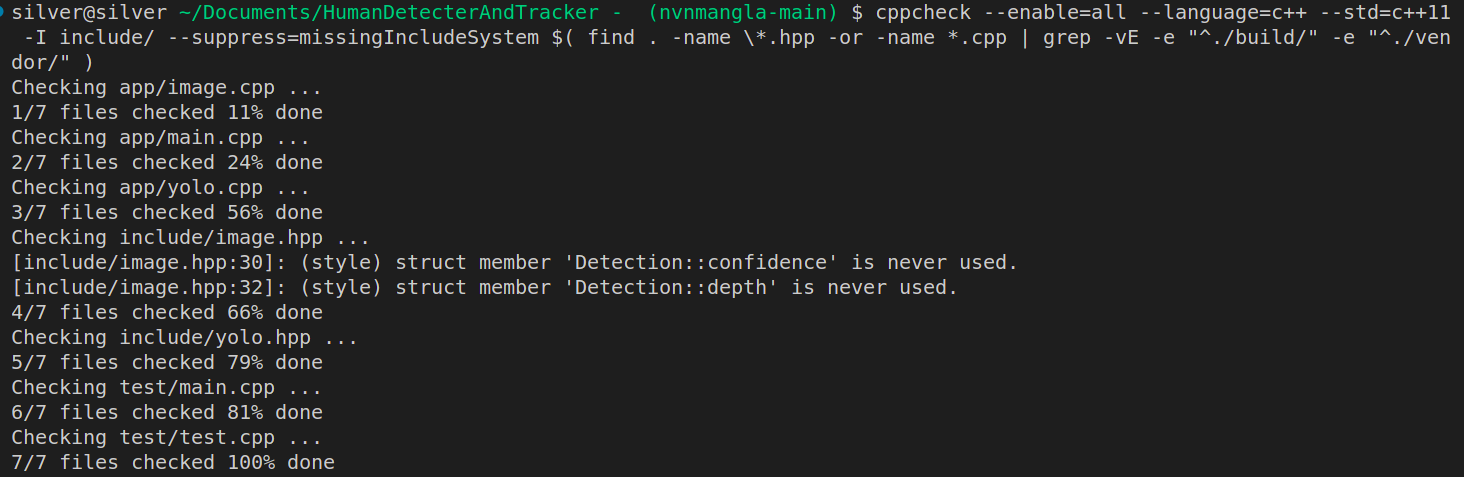 silver@silver ~/Documents/HumanDetecterAndTracker -  (nvnmangla-main) $ cppcheck --enable=all --language=c++ --std=c++11
 -I include/ --suppress=missingIncludeSystem $( find . -name \*.hpp -or -name *.cpp | grep -vE -e "^./build/" -e "^./ven
dor/" )
Checking app/image.cpp ...
1/7 files checked 11% done
Checking app/main.cpp ...
2/7 files checked 24% done
Checking app/yolo.cpp ...
3/7 files checked 56% done
Checking include/image.hpp ...
[include/image.hpp:30]: (style) struct member 'Detection::confidence' is never used.
[include/image.hpp:32]: (style) struct member 'Detection::depth' is never used.
4/7 files checked 66% done
Checking include/yolo.hpp ...
5/7 files checked 79% done
Checking test/main.cpp ...
6/7 files checked 81% done
Checking test/test.cpp ...
7/7 files checked 100% done